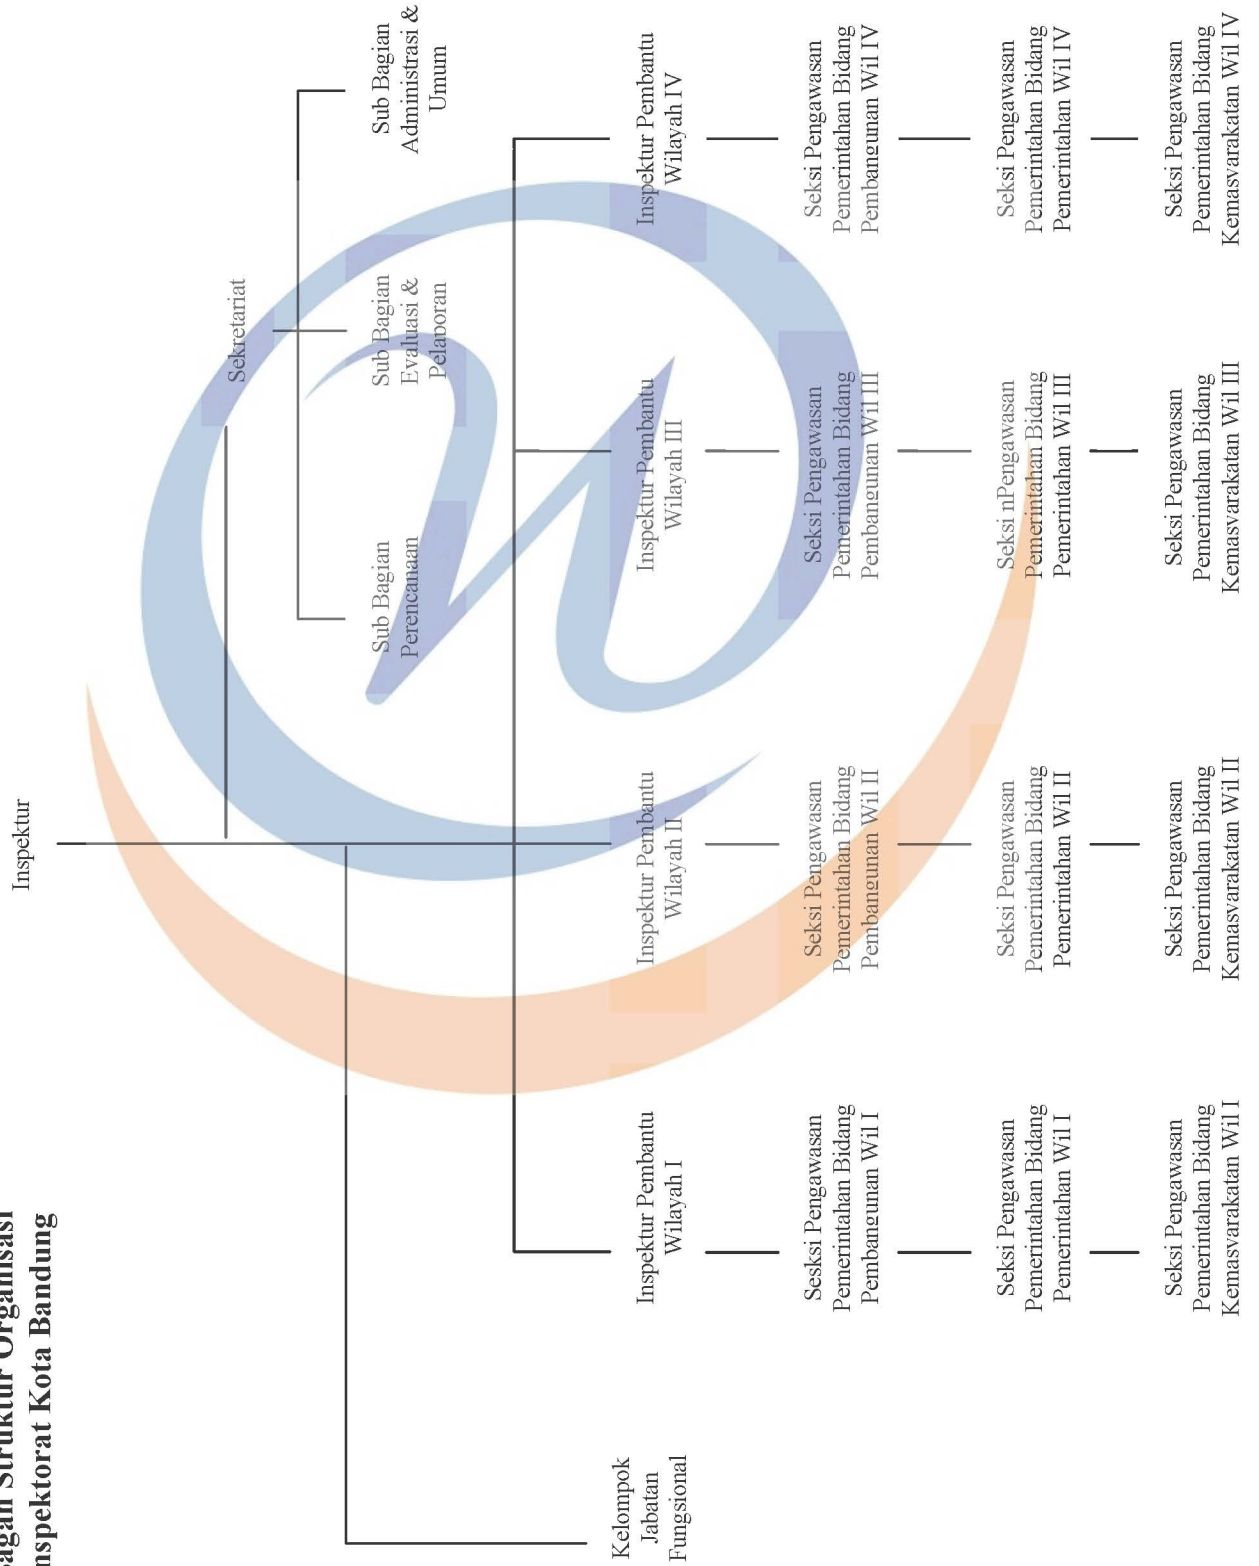 agan Struktur Organisasi
nspektorat Kota Bandung
Inspektur
Sekretariat
Sub Bagian
Perencanaan
Sub Bagian
Evaluasi &
Pelaporan
Sub Bagian
Administrasi &
Umum
Kelompok
Jabatan
Fungsional
Inspektur Pembantu
Wilayah I
Inspektur Pembantu
Wilayah II
Inspektur Pembantu
Wilayah III
Inspektur Pembantu
Wilayah IV
Sesksi Pengawasan
Pemerintahan Bidang
Pembangunan Wil I
Seksi Pengawasan
Pemerintahan Bidang
Pembangunan Wil II
Seksi Pengawasan
Pemerintahan Bidang
Pembangunan Wil III
Seksi Pengawasan
Pemerintahan Bidang
Pembangunan Wil IV
Seksi Pengawasan
Pemerintahan Bidang
Pemerintahan Wil I
Seksi Pengawasan
Pemerintahan Bidang
Pemerintahan Wil II
Seksi nPengawasan
Pemerintahan Bidang
Pemerintahan Wil III
Seksi Pengawasan
Pemerintahan Bidang
Pemerintahan Wil IV
Seksi Pengawasan
Pemerintahan Bidang
Kemasyarakatan Wil I
Seksi Pengawasan
Pemerintahan Bidang
Kemasyarakatan Wil II
Seksi Pengawasan
Pemerintahan Bidang
Kemasyarakatan Wil III
Seksi Pengawasan
Pemerintahan Bidang
Kemasyarakatan Wil IV